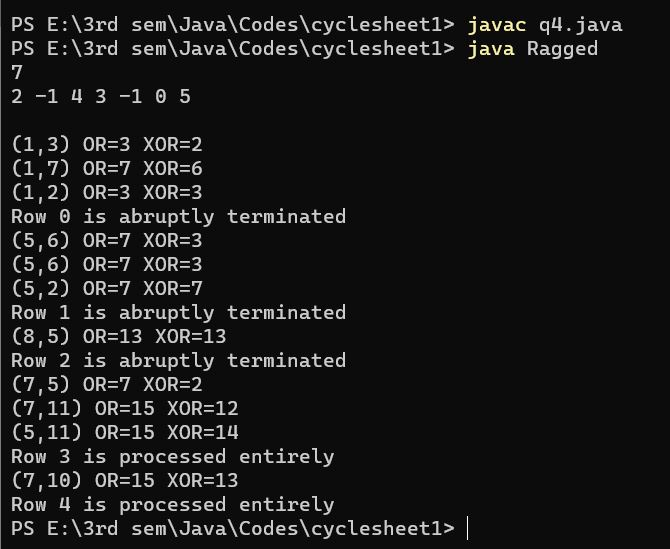 PS E:\3rd sem\Java\Codes\cyclesheet1> javac q4.java
PS E:\3rd sem\Java\Codes\cyclesheet1> java Ragged
7
2 -1 4 3 -1 0 5

(1,3) OR=3 XOR=2
(1,7) OR=7 XOR=6
(1,2) OR=3 XOR=3
Row 0 is abruptly terminated
(5,6) OR=7 XOR=3
(5,6) OR=7 XOR=3
(5,2) OR=7 XOR=7
Row 1 is abruptly terminated
(8,5) OR=13 XOR=13
Row 2 is abruptly terminated
(7,5) OR=7 XOR=2
(7,11) OR=15 XOR=12
(5,11) OR=15 XOR=14
Row 3 is processed entirely
(7,10) OR=15 XOR=13
Row 4 is processed entirely
PS E:\3rd sem\Java\Codes\cyclesheet1>